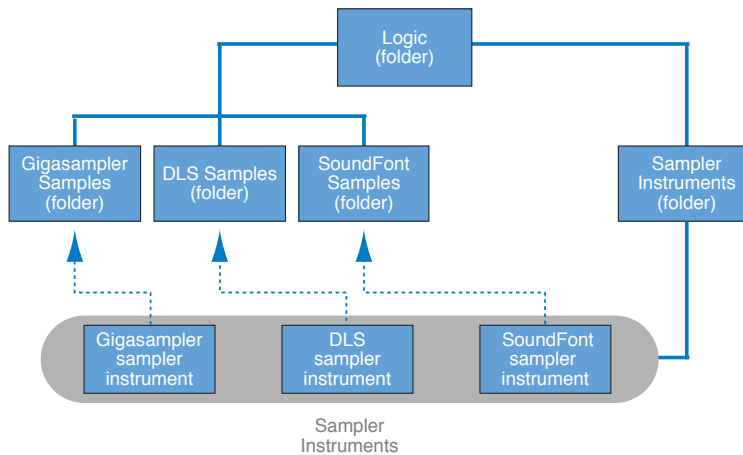 Logic
(folder)
Gigasampler
Samples
(folder)
DLS Samples
(folder)
SoundFont
Samples
(folder)
Sampler
Instruments
(folder)
Gigasampler
sampler
instrument
DLS
sampler
instrument
SoundFont
sampler
instrument
Sampler
Instruments